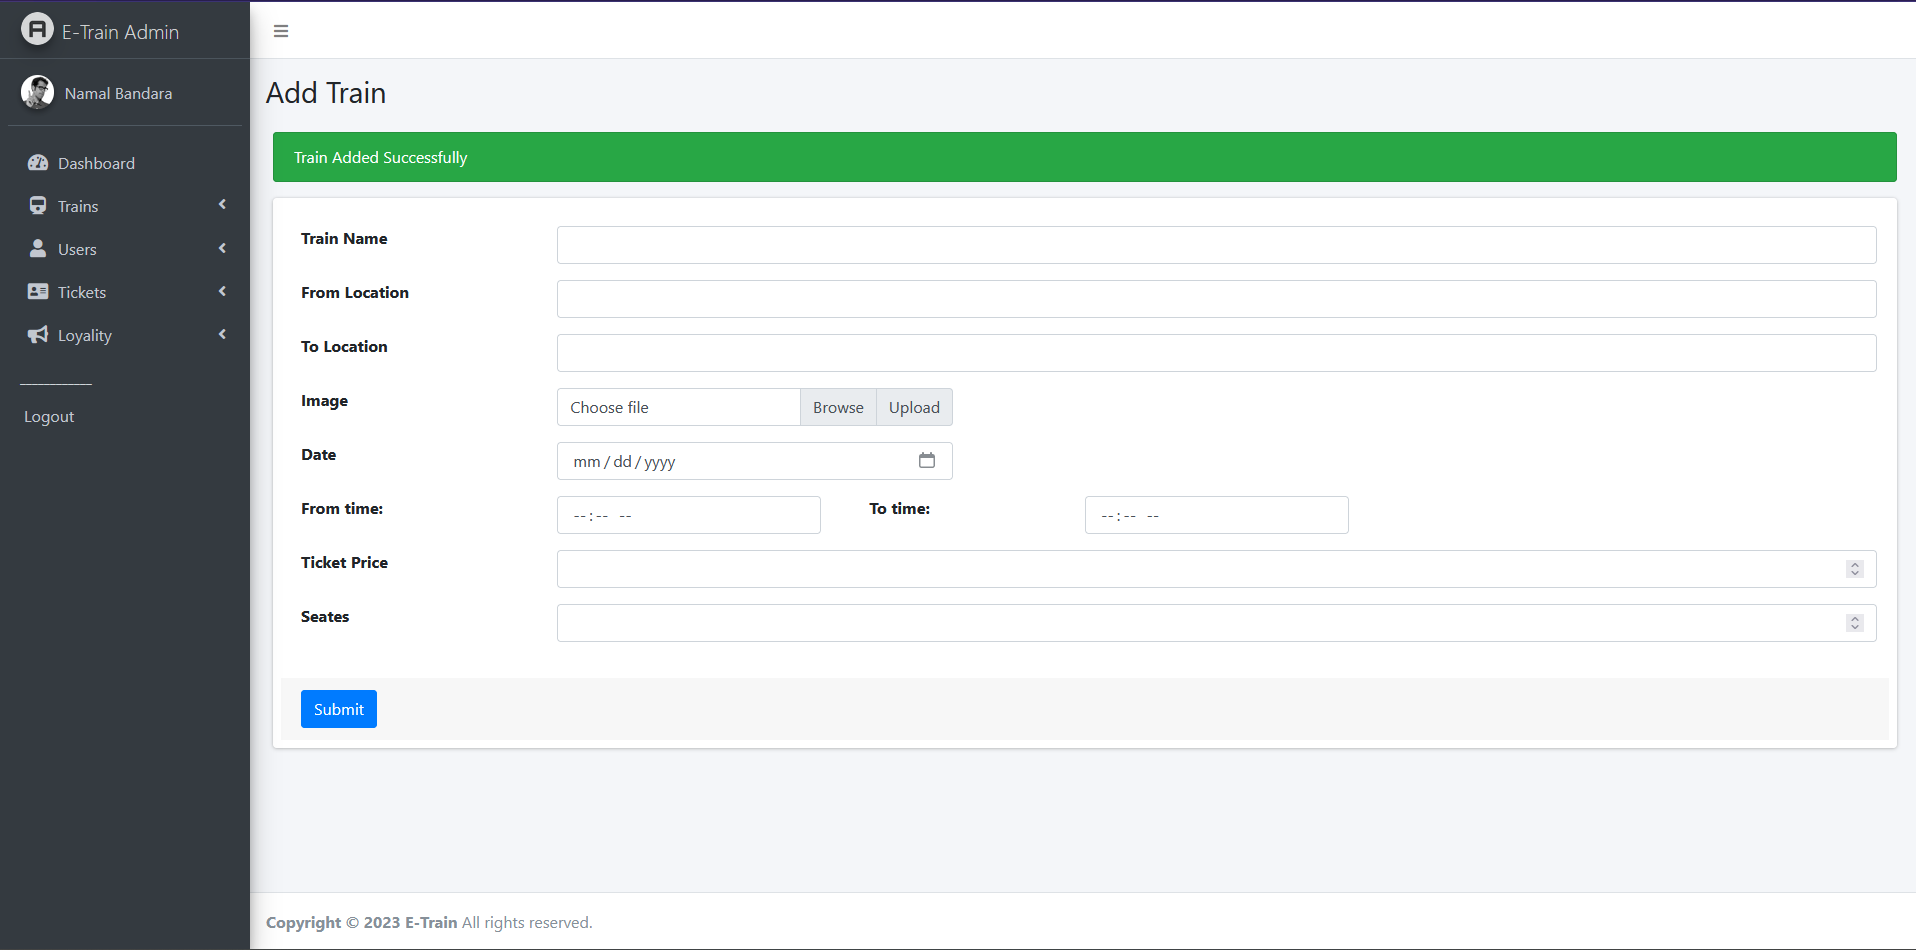 E-Train Admin
Namal Bandara
Dashboard
Trains
Users
Tickets
Loyality
Logout
Add Train
Train Added Successfully
Train Name
From Location
To Location
Image
Choose file Browse Upload
Date
mm/dd/yyyy
From time: --:-- -- To time: --:-- --
Ticket Price
Seates
Submit
Copyright © 2023 E-Train All rights reserved.